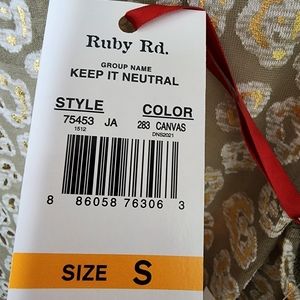 Ruby Rd.
GROUP NAME
KEEP IT NEUTRAL
STYLE COLOR
75453 JA 283 CANVAS
1512 DNS2021
8 86058 76306 3
SIZE S